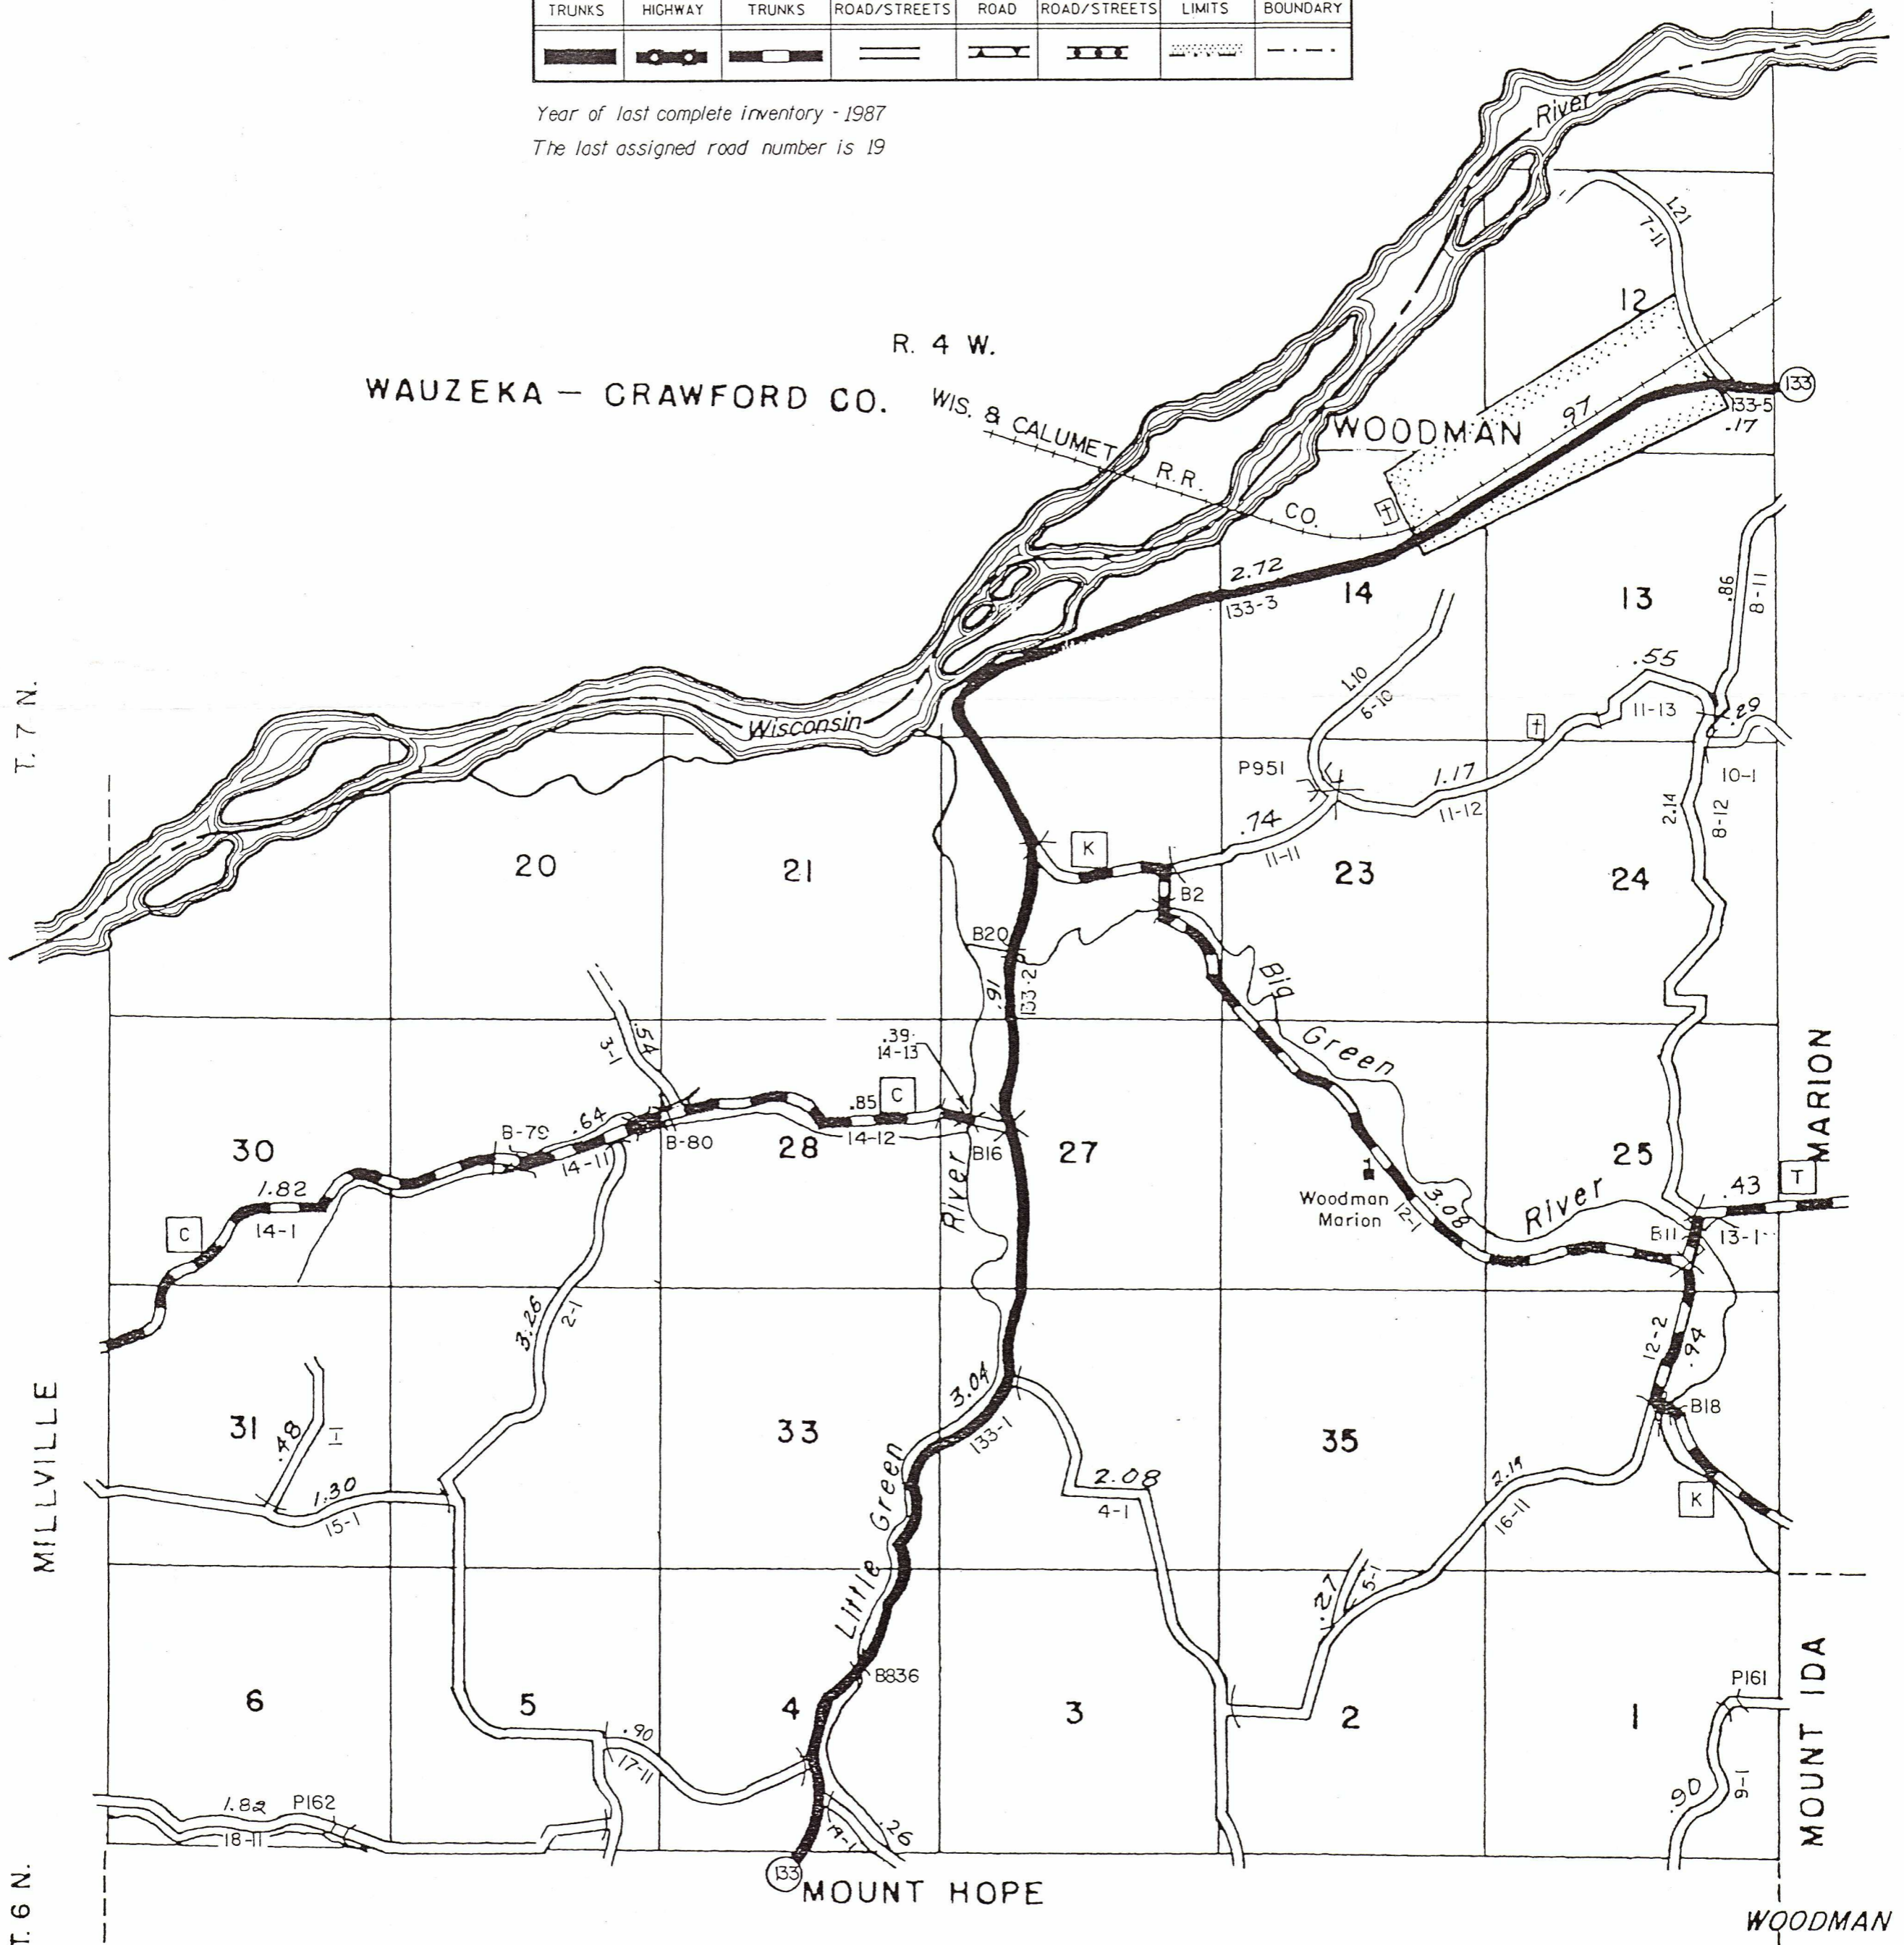 TRUNKS HIGHWAY TRUNKS ROAD/STREETS ROAD ROAD/STREETS LIMITS BOUNDARY
Year of last complete inventory - 1987
The last assigned road number is 19
River
1.21
7-11
12
R. 4 W.
WAUZEKA — CRAWFORD CO.
WIS. & CALUMET R.R. CO.
133
133-5
.17
.97
WOODMAN
2.72
133-3
14
13
.86
8-11
.55
11-13
.29
T. 7 N.
Wisconsin
1.10
6-10
P951
1.17
11-12
10-1
2.14
8-12
.74
11-11
K
20
21
23
24
B2
B20
.91
133-2
Big
Green
.54
3-1
.39
14-13
MARION
C
.85
.64
B-79
B-80
14-12
14-11
B16
30
28
27
25
1.82
14-1
C
River
1
Woodman
Marion
12-1
3.08
River
.43
T
B11
13-1
3.26
2-1
12-2
.94
31
.48
1-1
33
3.04
133-1
35
B18
2.08
4-1
2.19
16-11
K
1.30
15-1
MILLVILLE
Green
Little
.27
5-1
B836
6
5
4
3
2
1
P161
MOUNT IDA
.90
17-11
.90
9-1
1.82
P162
18-11
.26
19-1
133
MOUNT HOPE
T. 6 N.
WOODMAN